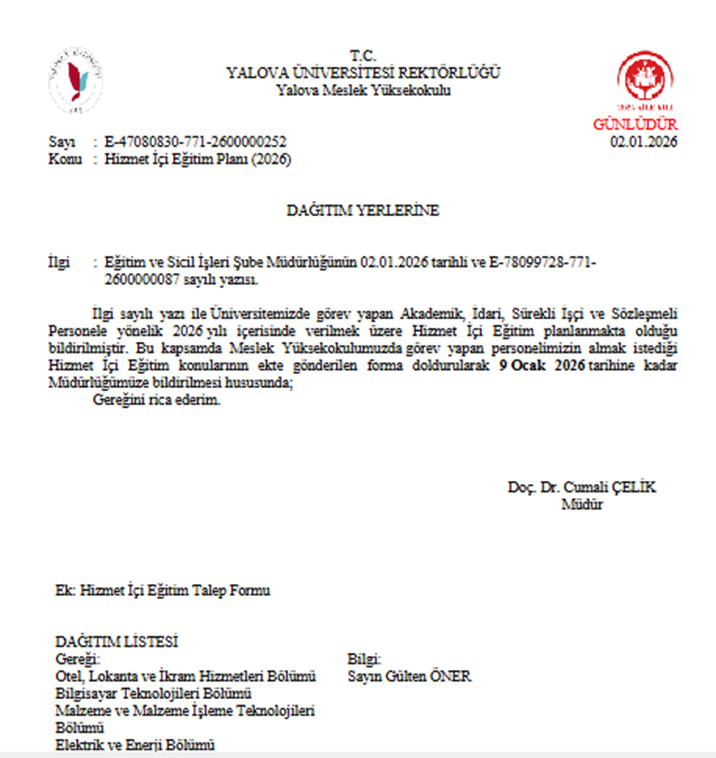 T.C.
YALOVA ÜNİVERSİTESİ REKTÖRLÜĞÜ
Yalova Meslek Yüksekokulu
GÜNLÜDÜR
Sayı : E-47080830-771-2600000252
02.01.2026
Konu : Hizmet İçi Eğitim Planı (2026)
DAĞITIM YERLERİNE
İlgi : Eğitim ve Sicil İşleri Şube Müdürlüğünün 02.01.2026 tarihli ve E-78099728-771-
2600000087 sayılı yazısı.
İlgi sayılı yazı ile Üniversitemizde görev yapan Akademik, İdari, Sürekli İşçi ve Sözleşmeli
Personele yönelik 2026 yılı içerisinde verilmek üzere Hizmet İçi Eğitim planlanmakta olduğu
bildirilmiştir. Bu kapsamda Meslek Yüksekokulumuzda görev yapan personelimizin almak istediği
Hizmet İçi Eğitim konularının ekte gönderilen forma doldurularak 9 Ocak 2026 tarihine kadar
Müdürlüğümüze bildirilmesi hususunda;
Gereğini rica ederim.
Doç. Dr. Cumali ÇELİK
Müdür
Ek: Hizmet İçi Eğitim Talep Formu
DAĞITIM LİSTESİ
Gereği:
Otel, Lokanta ve İkram Hizmetleri Bölümü
Bilgisayar Teknolojileri Bölümü
Malzeme ve Malzeme İşleme Teknolojileri
Bölümü
Elektrik ve Enerji Bölümü
Bilgi:
Sayın Gülten ÖNER